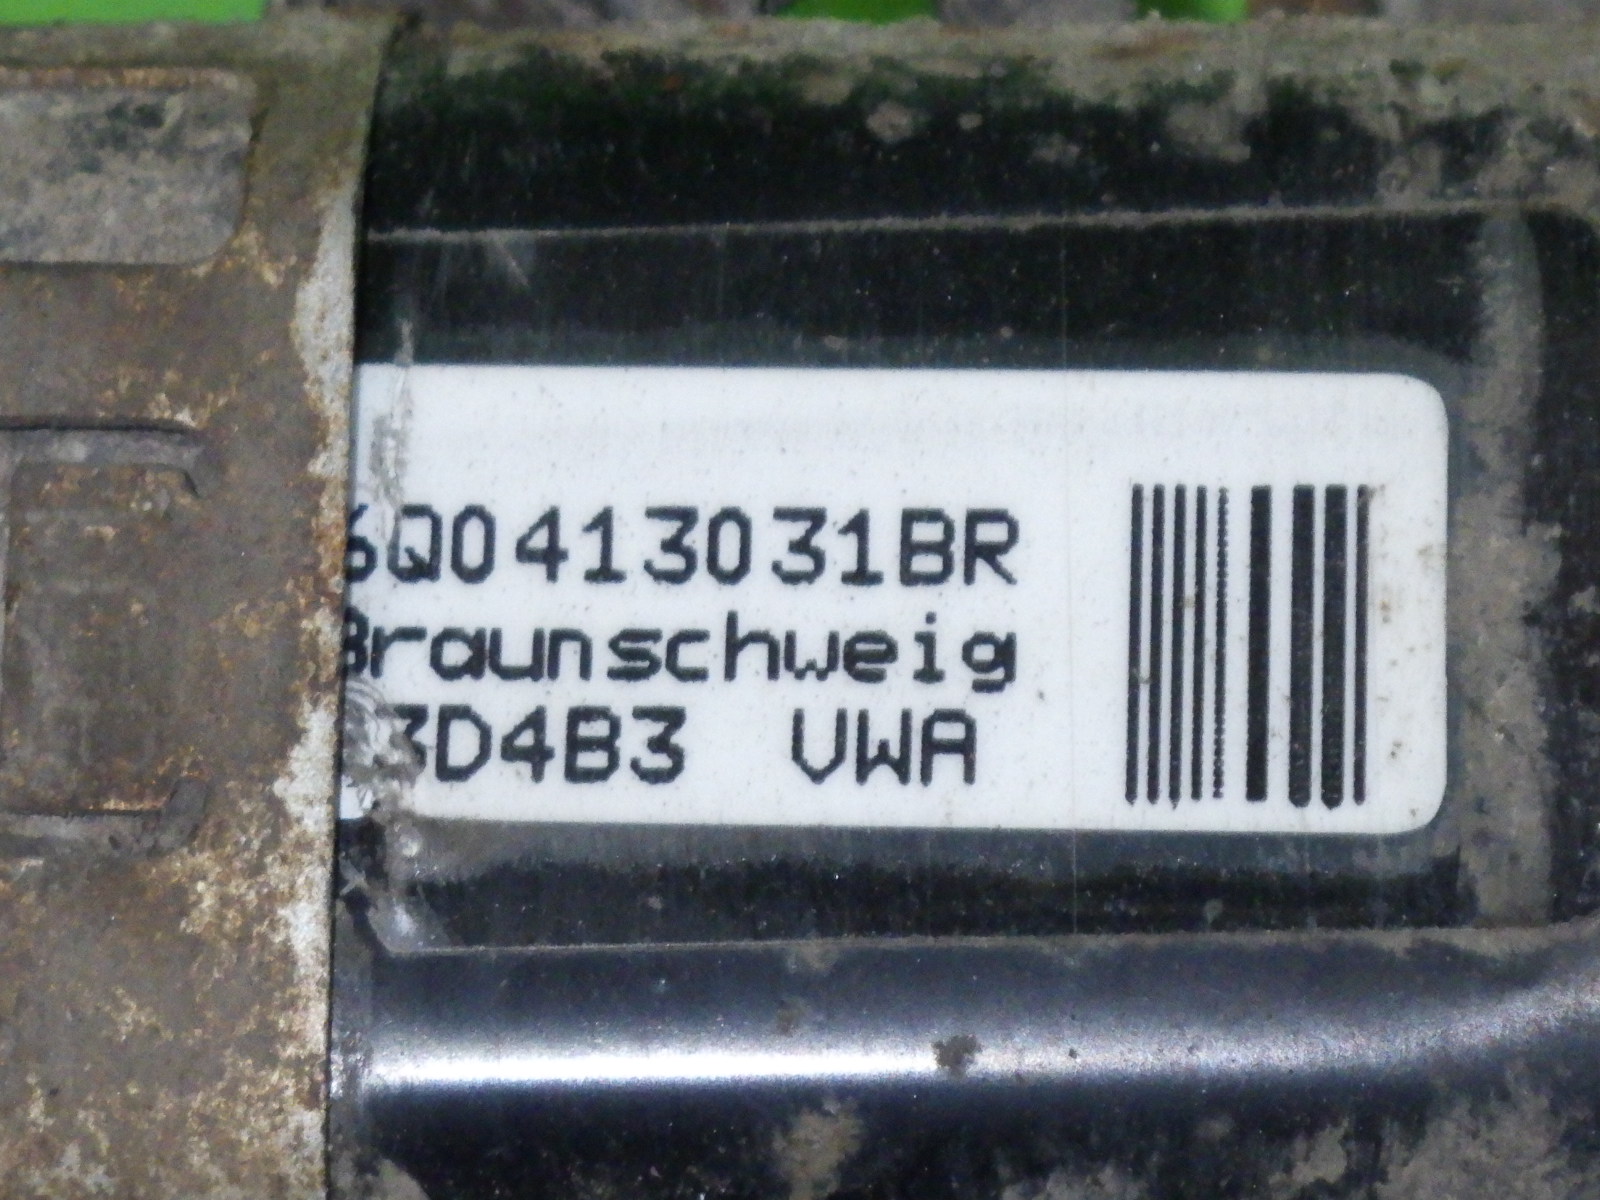 6Q0413031BR
Braunschweig
3D4B3 VWA